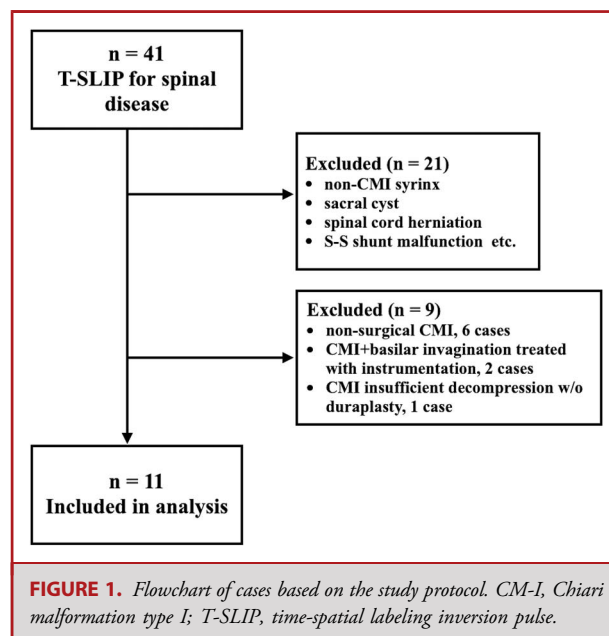 n = 41
T-SLIP for spinal
disease
Excluded (n = 21)
• non-CMI syrinx
• sacral cyst
• spinal cord herniation
• S-S shunt malfunction etc.
Excluded (n = 9)
• non-surgical CMI, 6 cases
• CMI+basilar invagination treated
with instrumentation, 2 cases
• CMI insufficient decompression w/o
duraplasty, 1 case
n = 11
Included in analysis
FIGURE 1. Flowchart of cases based on the study protocol. CM-I, Chiari
malformation type I; T-SLIP, time-spatial labeling inversion pulse.